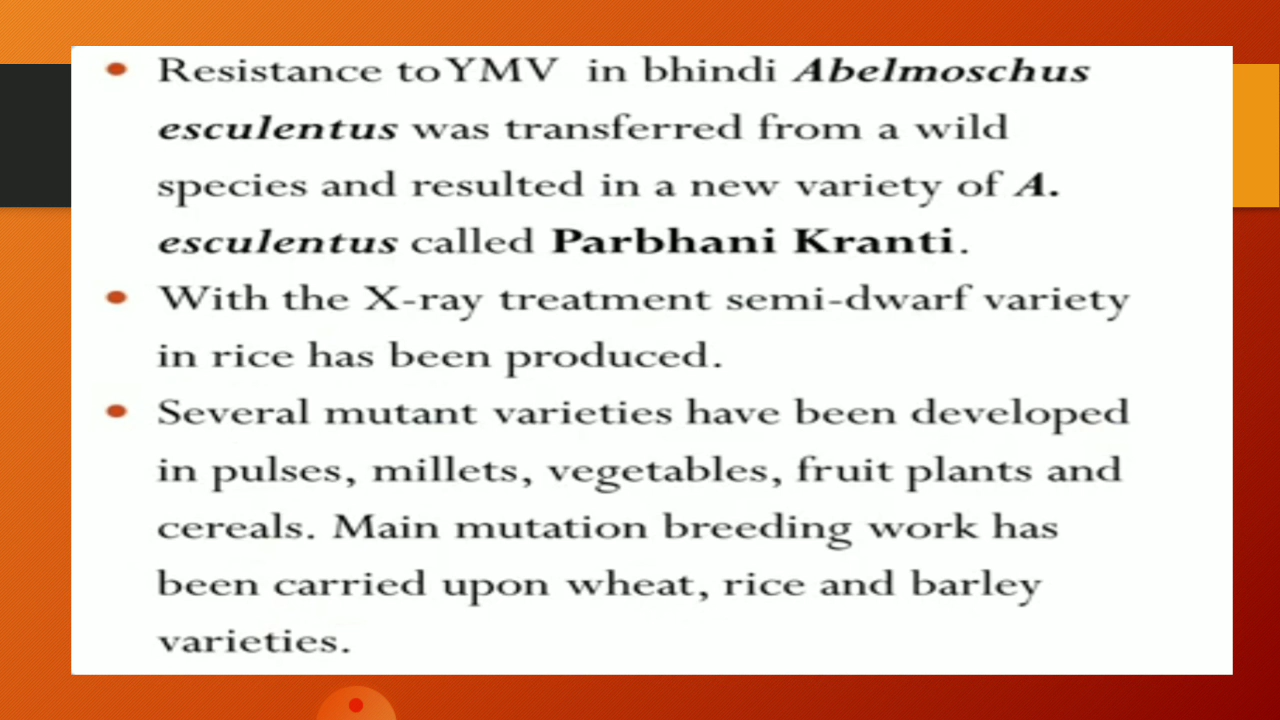 • Resistance to YMV in bhindi Abelmoschus
esculentus was transferred from a wild
species and resulted in a new variety of A.
esculentus called Parbhani Kranti.
• With the X-ray treatment semi-dwarf variety
in rice has been produced.
• Several mutant varieties have been developed
in pulses, millets, vegetables, fruit plants and
cereals. Main mutation breeding work has
been carried upon wheat, rice and barley
varieties.